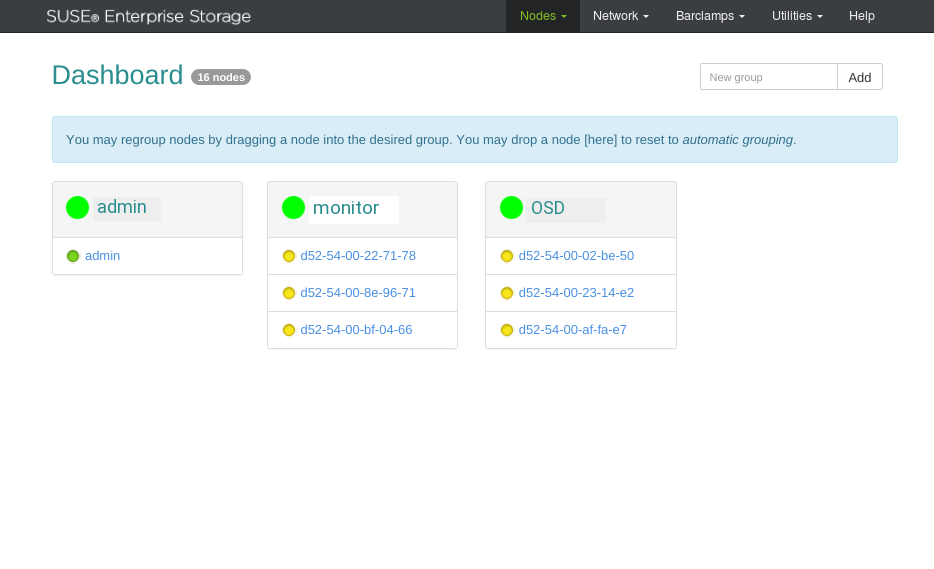 SUSE® Enterprise Storage
Nodes Network Barclamps Utilities Help
Dashboard 16 nodes
New group Add
You may regroup nodes by dragging a node into the desired group. You may drop a node [here] to reset to automatic grouping.
admin
admin
monitor
d52-54-00-22-71-78
d52-54-00-8e-96-71
d52-54-00-bf-04-66
OSD
d52-54-00-02-be-50
d52-54-00-23-14-e2
d52-54-00-af-fa-e7